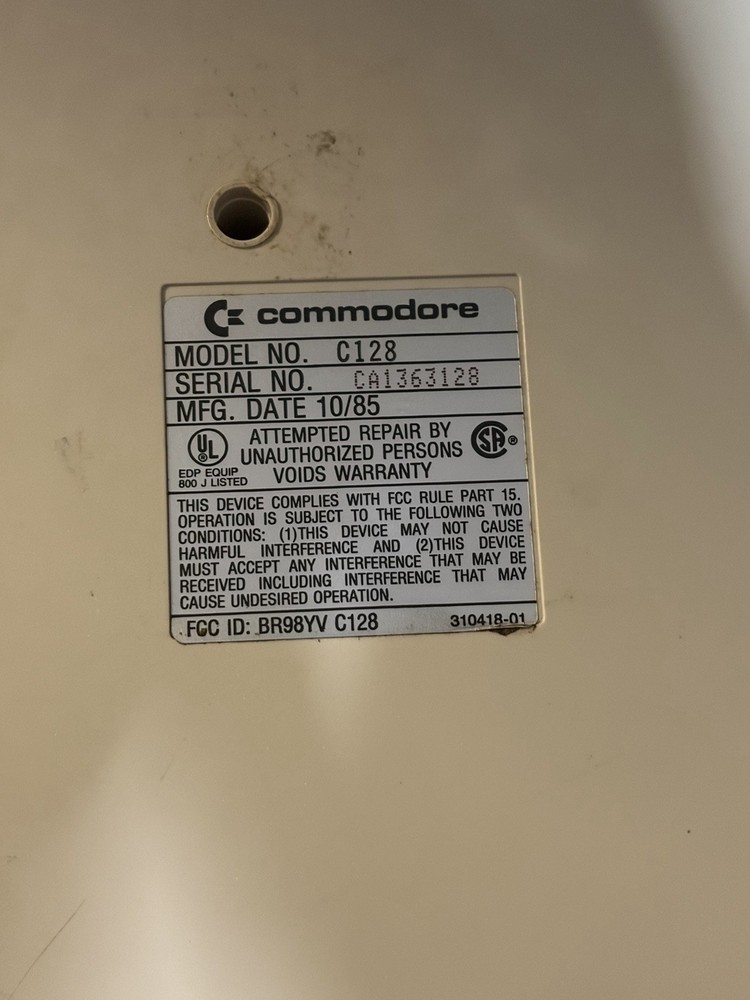 commodore
MODEL NO. C128
SERIAL NO. CA1363128
MFG. DATE 10/85
UL
EDP EQUIP
800 J LISTED
ATTEMPTED REPAIR BY
UNAUTHORIZED PERSONS
VOIDS WARRANTY
SA®
THIS DEVICE COMPLIES WITH FCC RULE PART 15.
OPERATION IS SUBJECT TO THE FOLLOWING TWO
CONDITIONS: (1)THIS DEVICE MAY NOT CAUSE
HARMFUL INTERFERENCE AND (2)THIS DEVICE
MUST ACCEPT ANY INTERFERENCE THAT MAY BE
RECEIVED INCLUDING INTERFERENCE THAT MAY
CAUSE UNDESIRED OPERATION.
FCC ID: BR98YV C128 310418-01